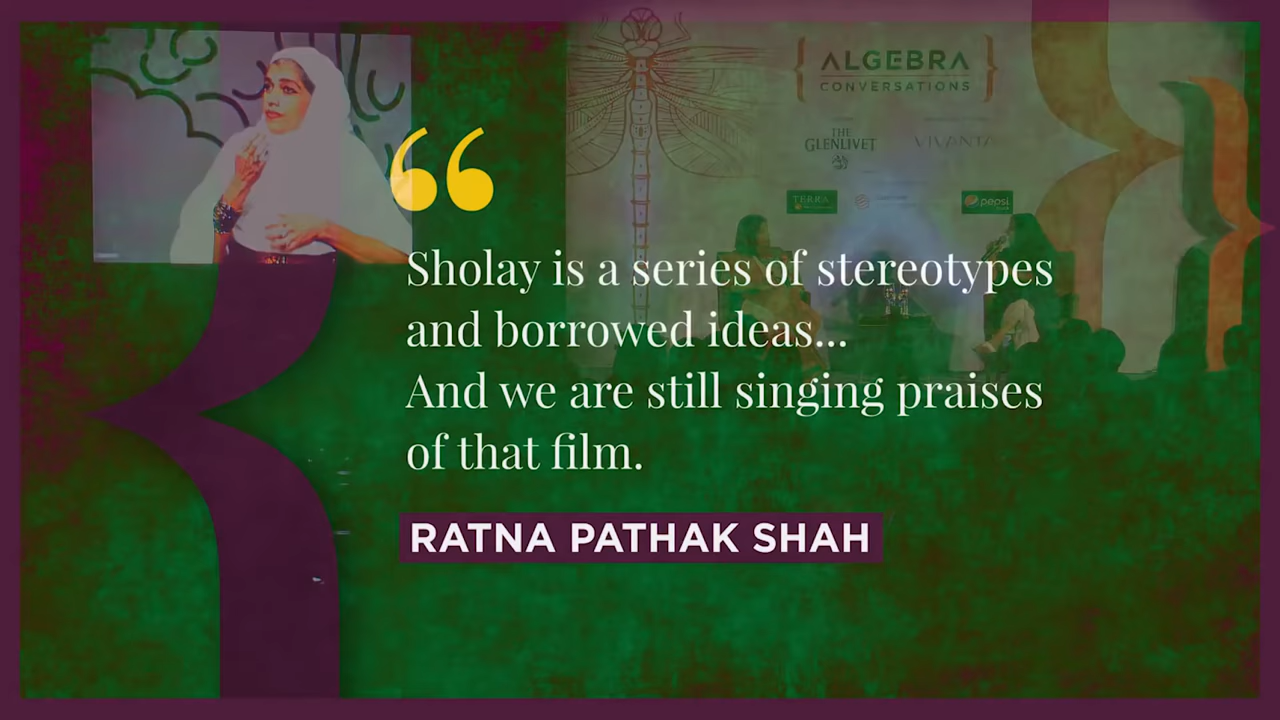 {ALGEBRA}
CONVERSATIONS
THE
GLENLIVET
VIVANTA
TERRA
pepsi
“
Sholay is a series of stereotypes
and borrowed ideas...
And we are still singing praises
of that film.
RATNA PATHAK SHAH